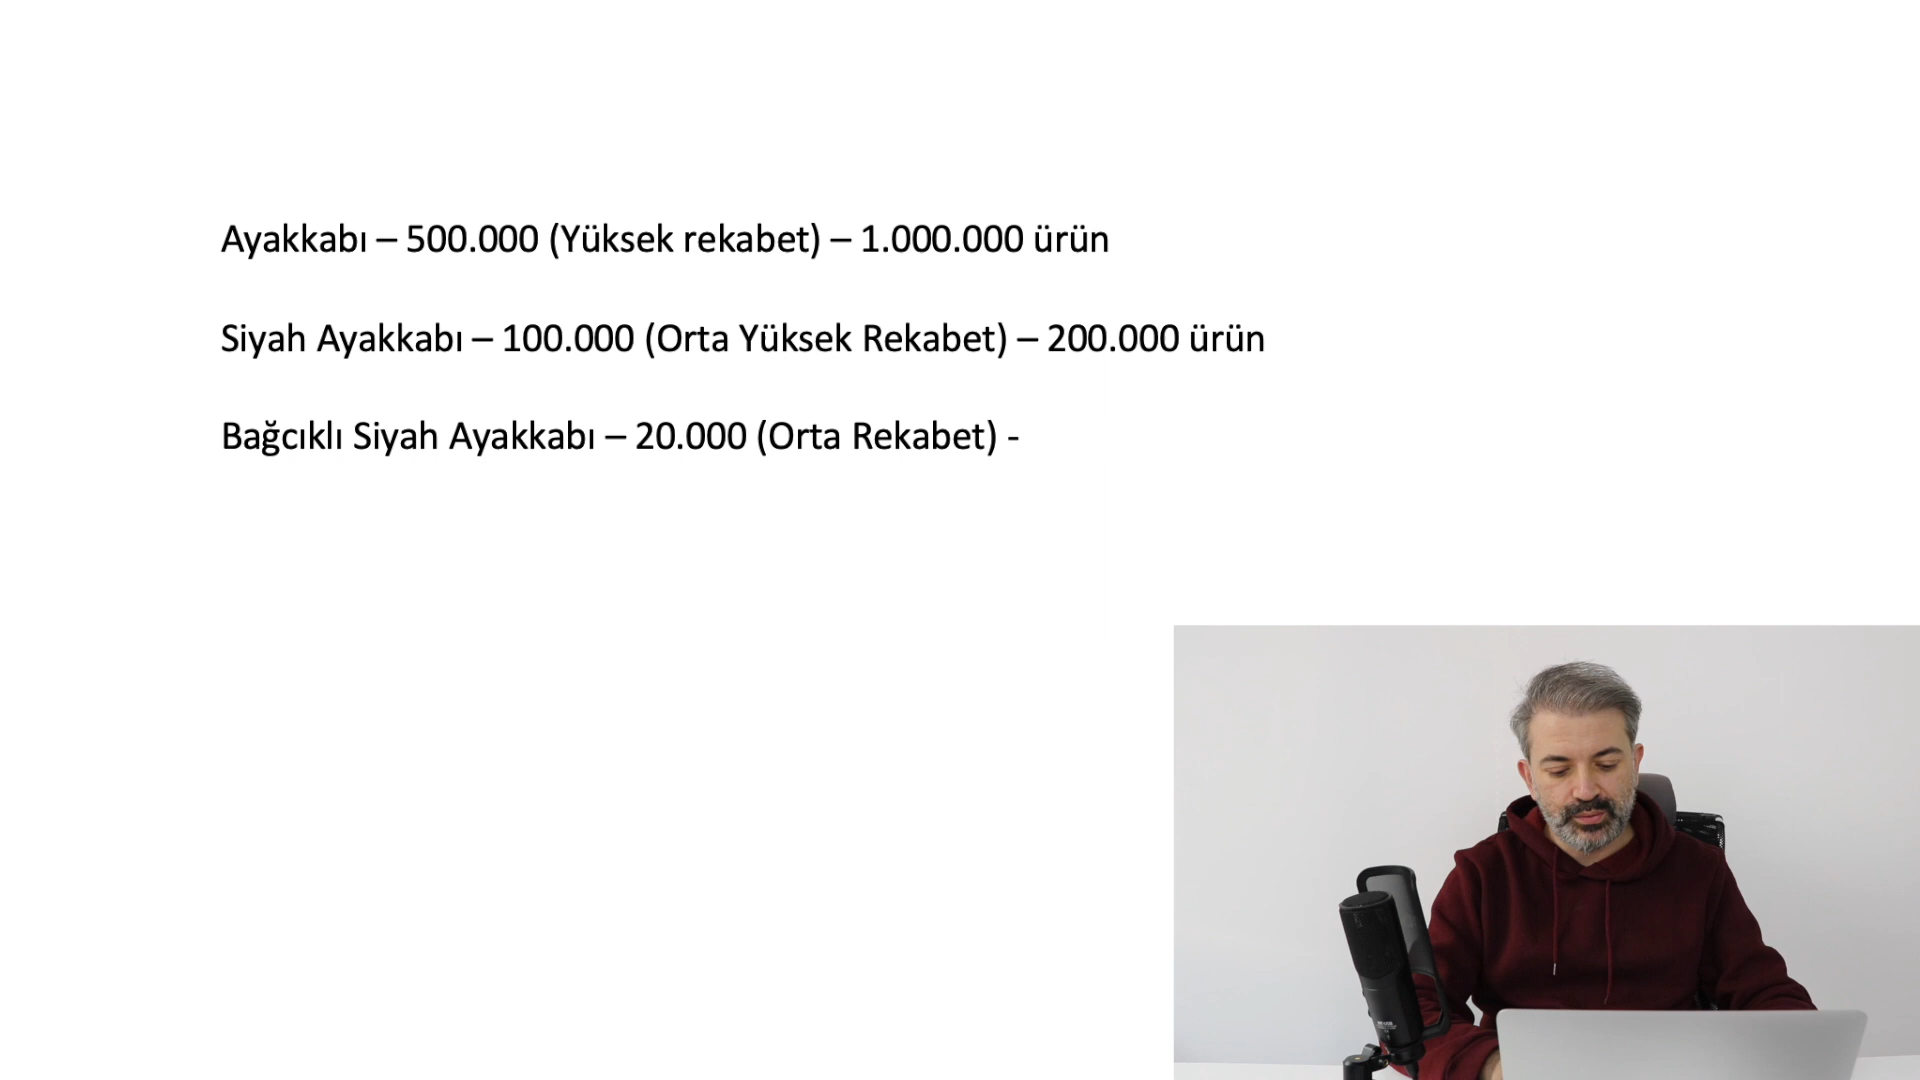 Ayakkabı – 500.000 (Yüksek rekabet) – 1.000.000 ürün
Siyah Ayakkabı – 100.000 (Orta Yüksek Rekabet) – 200.000 ürün
Bağcıklı Siyah Ayakkabı – 20.000 (Orta Rekabet) -